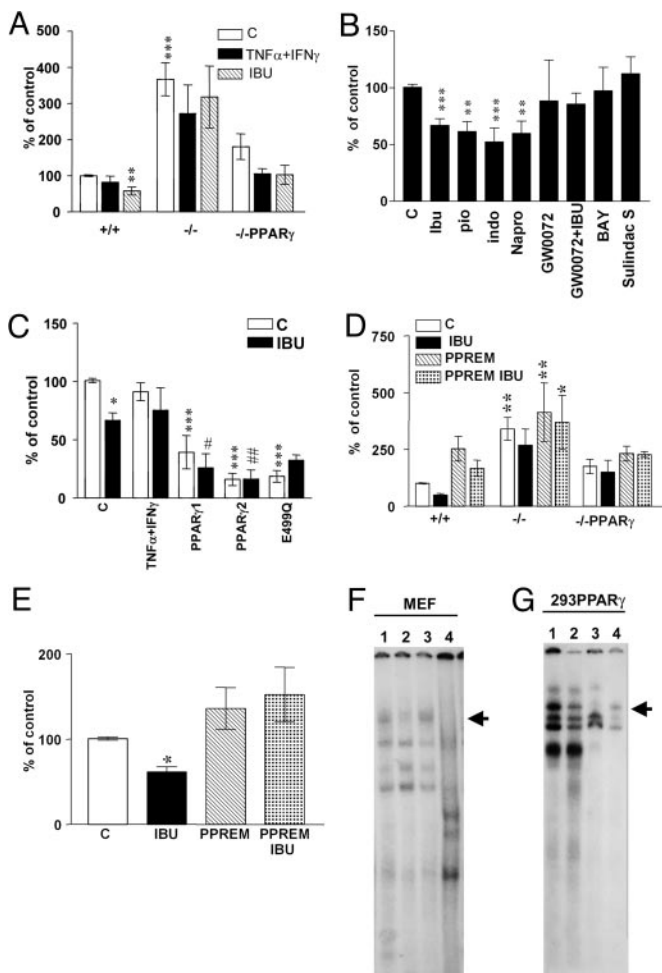 A
500
400
300
200
100
0
% of control
***
**
C
TNFα+IFNγ
IBU
+/+
-/-
-/-PPARγ
B
150
100
50
0
% of control
***
**
***
**
C
Ibu
pio
indo
Napro
GW0072
GW0072+IBU
BAY
Sulindac S
C
150
100
50
0
% of control
*
***
#
***
##
***
C
IBU
C
TNFα+IFNγ
PPARγ1
PPARγ2
E499Q
D
750
500
250
0
% of control
C
IBU
PPREM
PPREM IBU
**
**
*
+/+
-/-
-/-PPARγ
E
200
150
100
50
0
% of control
*
C IBU PPREM PPREM
IBU
F
MEF
1 2 3 4
G
293PPARγ
1 2 3 4